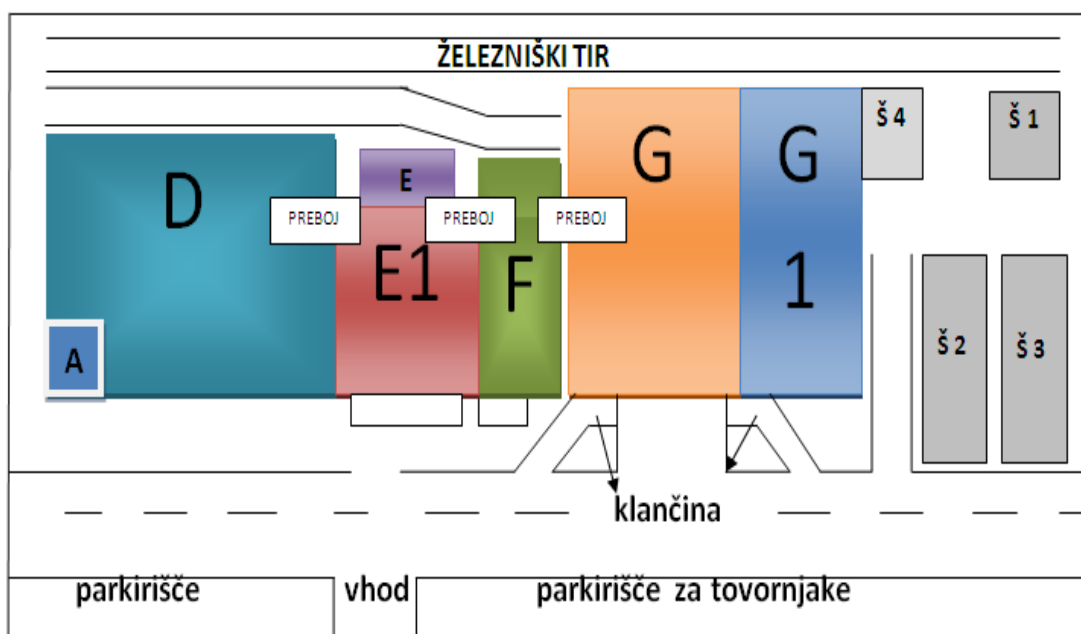 ŽELEZNIŠKI TIR
D
E
G
G
1
Š 4
Š 1
PREBOJ
PREBOJ
PREBOJ
E1
F
A
Š 2
Š 3
klančina
parkirišče
vhod
parkirišče za tovornjake